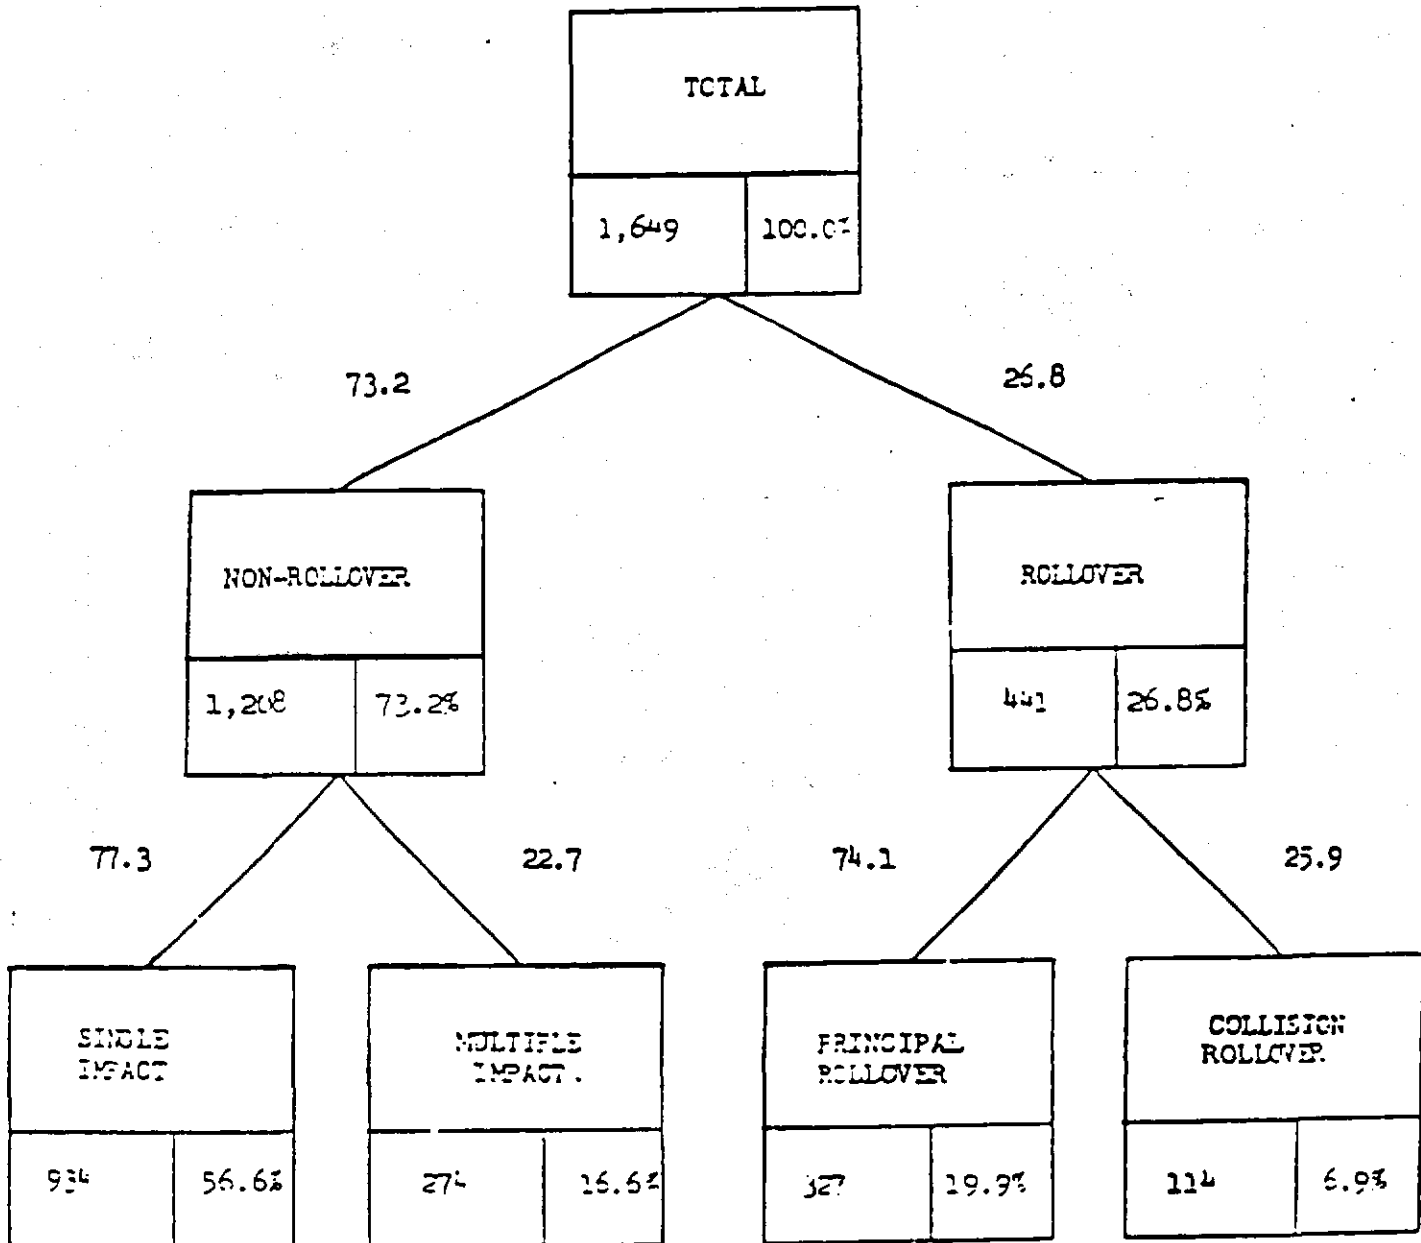 TOTAL
1,649 100.0%
73.2 26.8
NON-ROLLOVER ROLLOVER
1,208 73.2% 441 26.8%
77.3 22.7 74.1 25.9
SINGLE
IMPACT
MULTIPLE
IMPACT.
PRINCIPAL
ROLLOVER
COLLISION
ROLLOVER
934 56.6% 274 16.6% 327 19.9% 114 6.9%